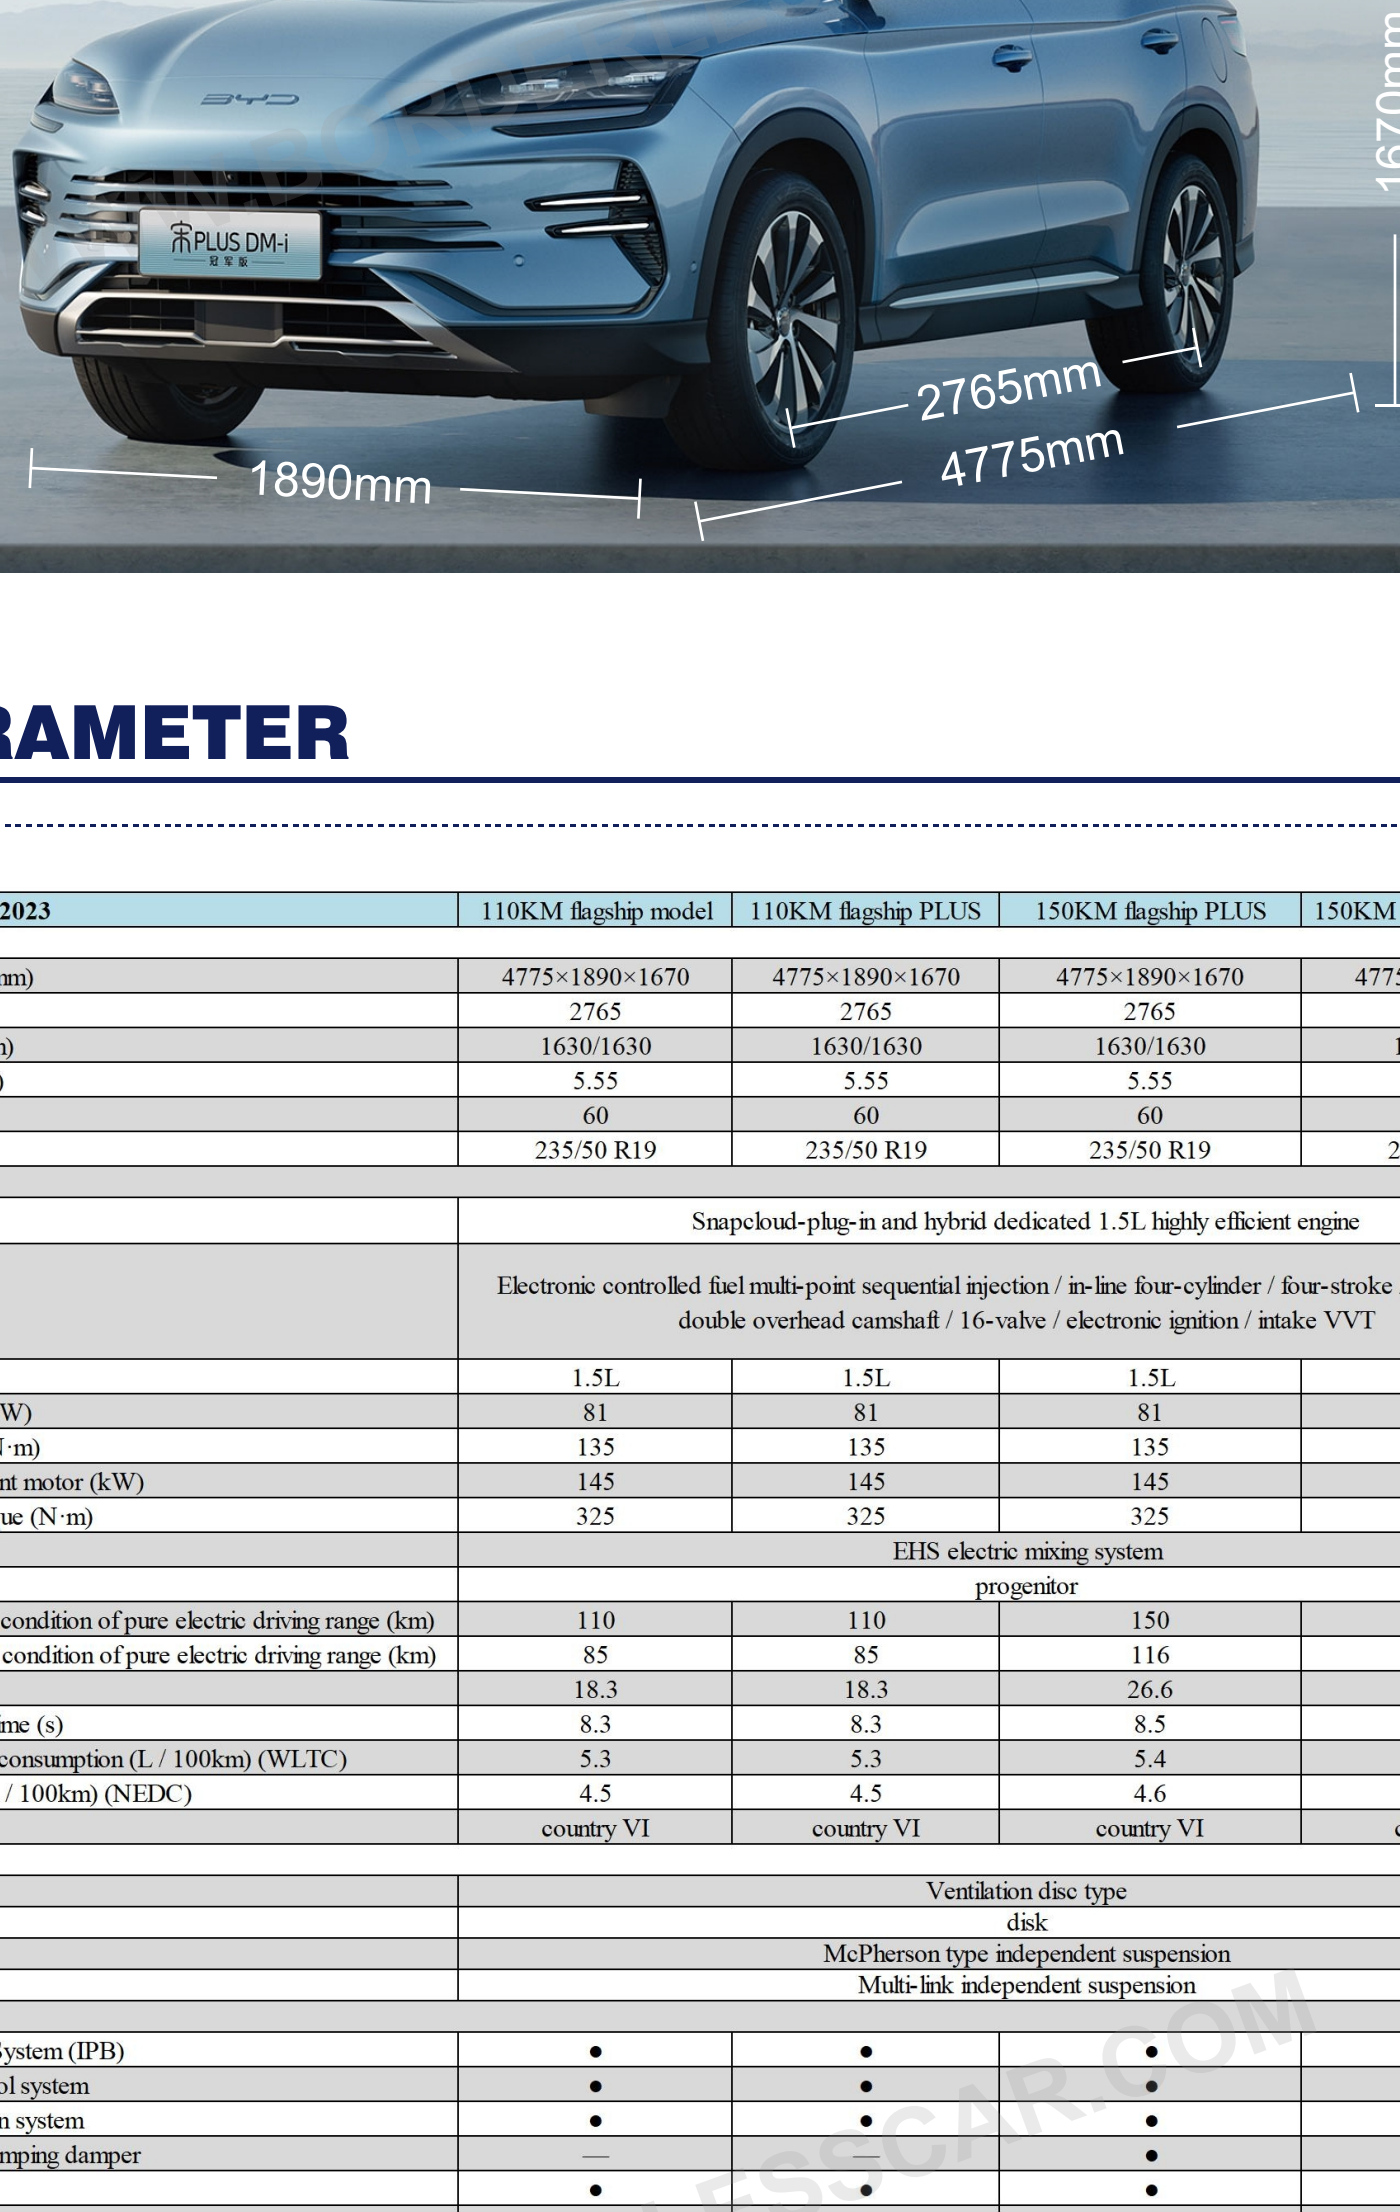 BYD
宋PLUS DM-i
冠军版
1670mm
2765mm
4775mm
1890mm
RAMETER
2023 110KM flagship model 110KM flagship PLUS 150KM flagship PLUS 150KM
mm) 4775×1890×1670 4775×1890×1670 4775×1890×1670 4775
2765 2765 2765
) 1630/1630 1630/1630 1630/1630 1
) 5.55 5.55 5.55
60 60 60
235/50 R19 235/50 R19 235/50 R19 2
Snapcloud-plug-in and hybrid dedicated 1.5L highly efficient engine
Electronic controlled fuel multi-point sequential injection / in-line four-cylinder / four-stroke
double overhead camshaft / 16-valve / electronic ignition / intake VVT
1.5L 1.5L 1.5L
W) 81 81 81
N·m) 135 135 135
nt motor (kW) 145 145 145
ue (N·m) 325 325 325
EHS electric mixing system
progenitor
condition of pure electric driving range (km) 110 110 150
condition of pure electric driving range (km) 85 85 116
18.3 18.3 26.6
ime (s) 8.3 8.3 8.5
consumption (L / 100km) (WLTC) 5.3 5.3 5.4
/ 100km) (NEDC) 4.5 4.5 4.6
country VI country VI country VI c
Ventilation disc type
disk
McPherson type independent suspension
Multi-link independent suspension
System (IPB) ● ● ●
ol system ● ● ●
n system ● ● ●
mping damper — — ●
● ● ●
LESSCAR.COM